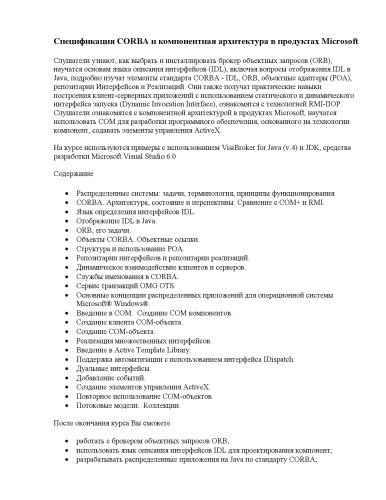 Спецификация CORBA и компонентная архитектура в продуктах Microsoft
Слушатели узнают, как выбрать и инсталлировать брокер объектных запросов (ORB),
научатся основам языка описания интерфейсов (IDL), включая вопросы отображения IDL в
Java, подробно изучат элементы стандарта CORBA - IDL, ORB, объектные адаптеры (POA),
репозитории Интерфейсов и Реализаций. Они также получат практические навыки
построения клиент-серверных приложений с использованием статического и динамического
интерфейса запуска (Dynamic Invocation Interface), ознакомятся с технологией RMI-IIOP.
Слушатели ознакомятся с компонентной архитектурой в продуктах Microsoft, научатся
использовать COM для разработки программного обеспечения, основанного на технологии
компонент, содавать элементы управления ActiveX.
На курсе используются примеры с использованием VisiBroker for Java (v.4) и JDK, средства
разработки Microsoft Visual Studio 6.0
Содержание
• Распределенные системы: задачи, терминология, принципы функционирования
• CORBA. Архитектура, состояние и перспективы. Сравнение с COM+ и RMI.
• Язык определения интерфейсов IDL.
• Отображение IDL в Java.
• ORB, его задачи.
• Объекты CORBA. Объектные ссылки.
• Структура и использование POA.
• Репозитарии интерфейсов и репозитарии реализаций.
• Динамическое взаимодействие клиентов и серверов.
• Службы именования в CORBA.
• Сервис транзакций OMG OTS.
• Основные концепции распределенных приложений для операционной системы
Microsoft® Windows®.
• Введение в COM. Создание COM компонентов.
• Создание клиента COM-объекта.
• Создание COM-объекта.
• Реализация множественных интерфейсов.
• Введение в Active Template Library.
• Поддержка автоматизации с использованием интерфейса IDispatch.
• Дуальные интерфейсы.
• Добавление событий.
• Создание элементов управления ActiveX.
• Повторное использование COM-объектов.
• Потоковые модели. Коллекции.
После окончания курса Вы сможете
• работать с брокером объектных запросов ORB;
• использовать язык описания интерфейсов IDL для проектирования компонент;
• разрабатывать распределенные приложения на Java по стандарту CORBA;